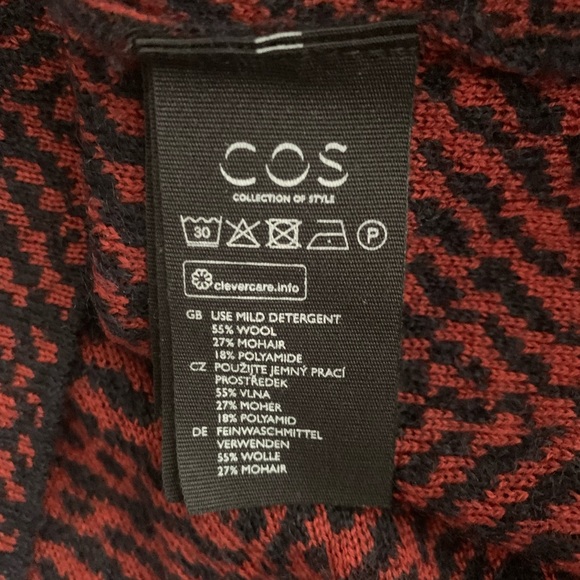 COS
COLLECTION OF STYLE
30 P
clevercare.info
GB USE MILD DETERGENT
55% WOOL
27% MOHAIR
18% POLYAMIDE
CZ POUŽIJTE JEMNÝ PRACÍ
PROSTŘEDEK
55% VLNA
27% MOHER
18% POLYAMID
DE FEINWASCHMITTEL
VERWENDEN
55% WOLLE
27% MOHAIR